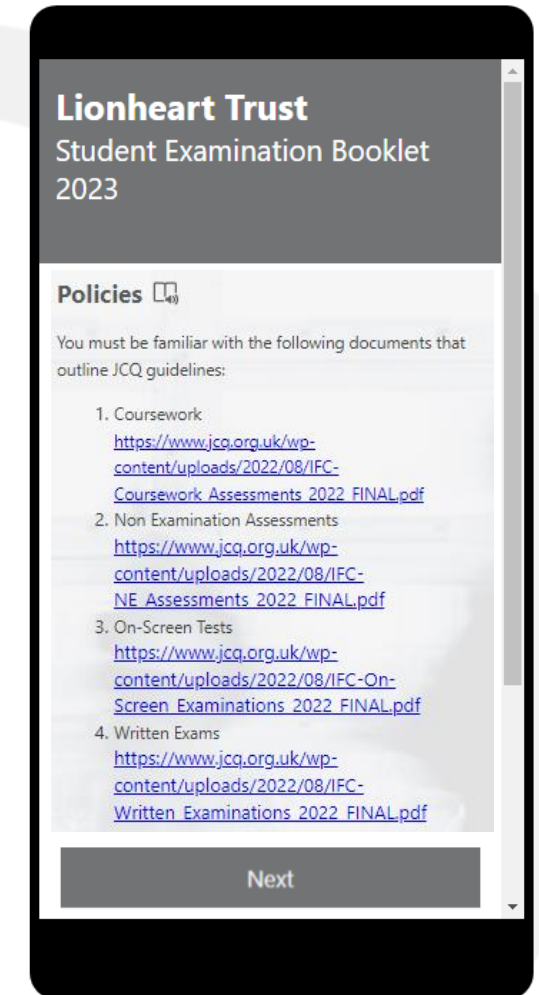 Lionheart Trust
Student Examination Booklet
2023
Policies
You must be familiar with the following documents that
outline JCQ guidelines:
1. Coursework
https://www.jcq.org.uk/wp-
content/uploads/2022/08/IFC-
Coursework_Assessments_2022_FINAL.pdf
2. Non Examination Assessments
https://www.jcq.org.uk/wp-
content/uploads/2022/08/IFC-
NE_Assessments_2022_FINAL.pdf
3. On-Screen Tests
https://www.jcq.org.uk/wp-
content/uploads/2022/08/IFC-On-
Screen_Examinations_2022_FINAL.pdf
4. Written Exams
https://www.jcq.org.uk/wp-
content/uploads/2022/08/IFC-
Written_Examinations_2022_FINAL.pdf
Next